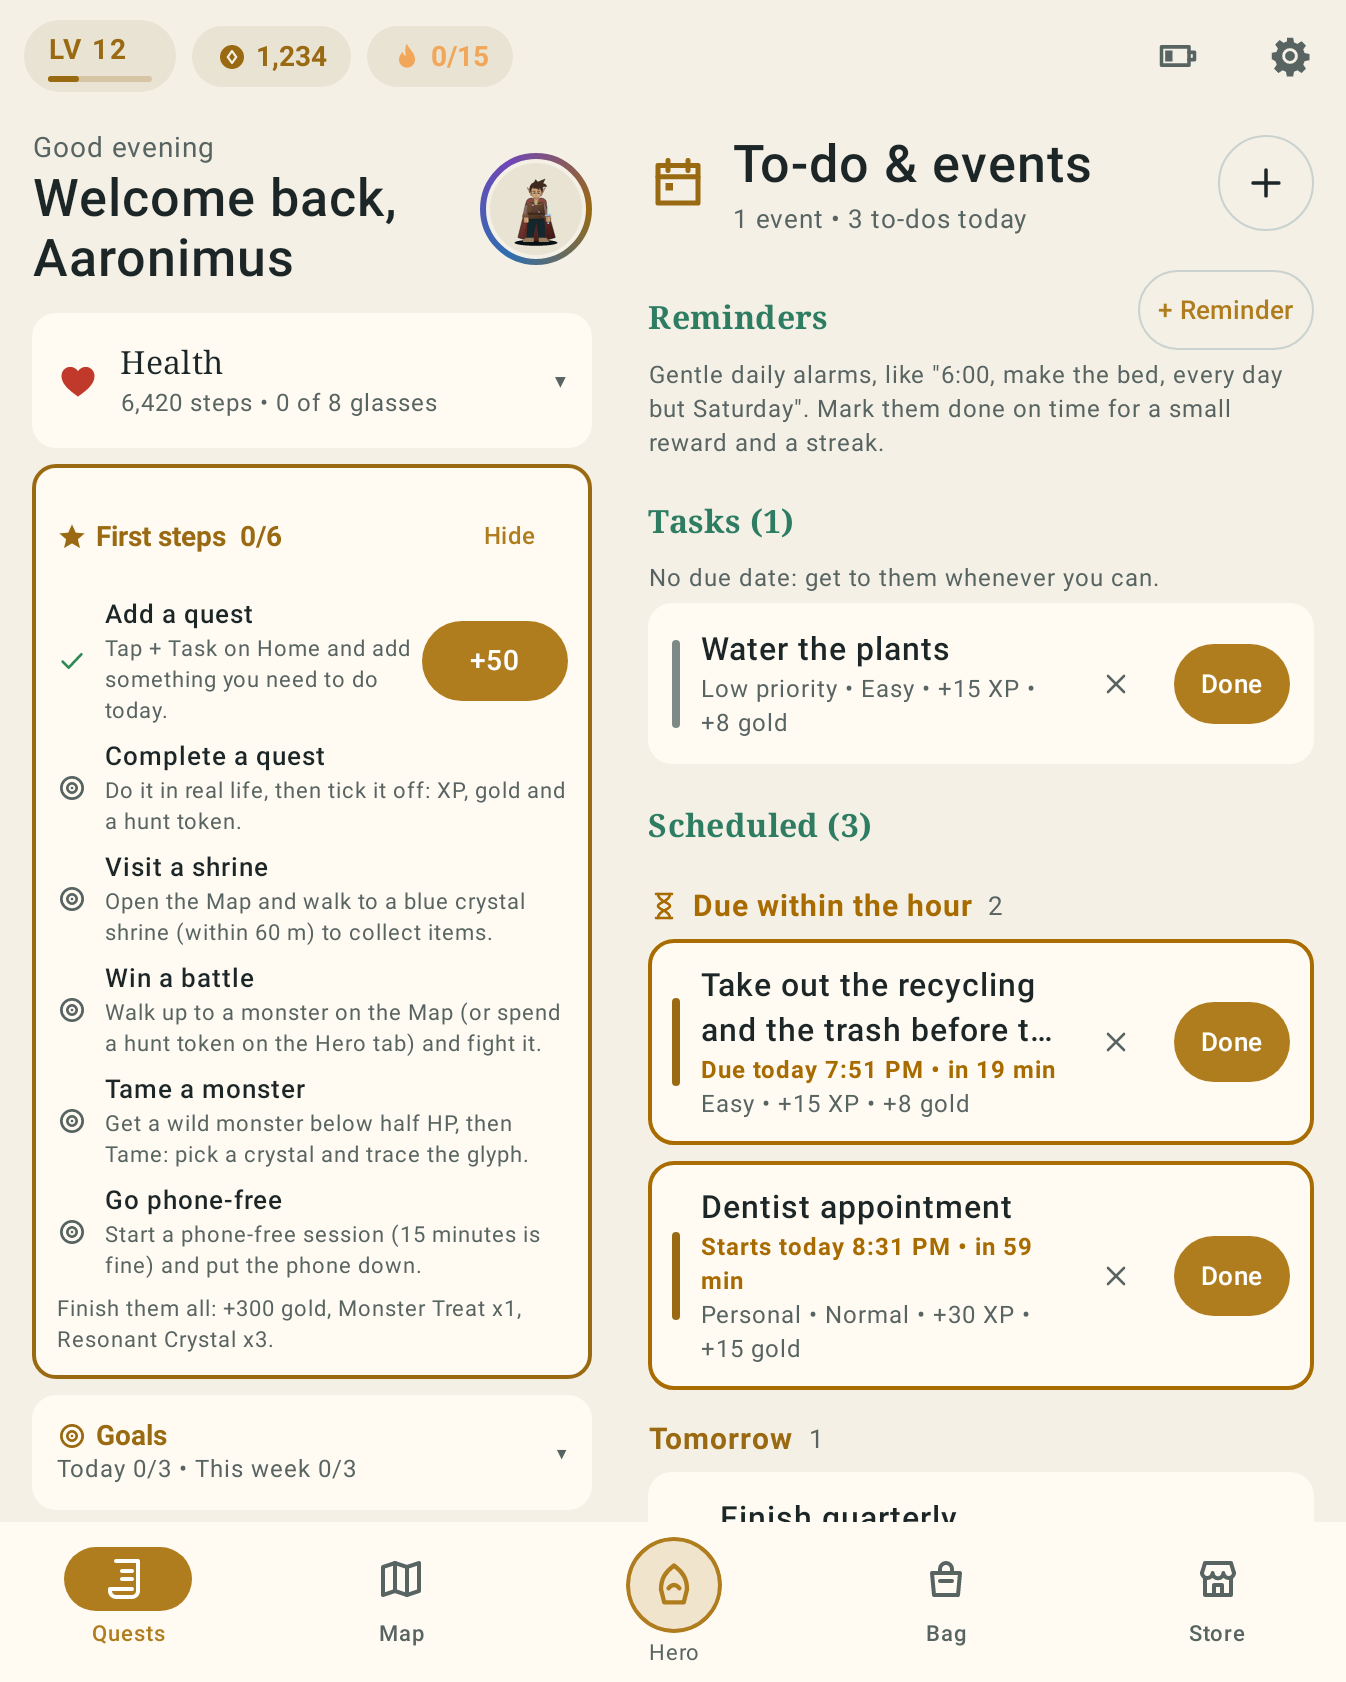 LV 12
1,234
0/15
Good evening
Welcome back,
Aaronimus
Health
6,420 steps • 0 of 8 glasses
First steps 0/6
Hide
Add a quest
Tap + Task on Home and add
something you need to do
today.
+50
Complete a quest
Do it in real life, then tick it off: XP, gold and
a hunt token.
Visit a shrine
Open the Map and walk to a blue crystal
shrine (within 60 m) to collect items.
Win a battle
Walk up to a monster on the Map (or spend
a hunt token on the Hero tab) and fight it.
Tame a monster
Get a wild monster below half HP, then
Tame: pick a crystal and trace the glyph.
Go phone-free
Start a phone-free session (15 minutes is
fine) and put the phone down.
Finish them all: +300 gold, Monster Treat x1,
Resonant Crystal x3.
Goals
Today 0/3 • This week 0/3
To-do & events
1 event • 3 to-dos today
Reminders
+ Reminder
Gentle daily alarms, like "6:00, make the bed, every day
but Saturday". Mark them done on time for a small
reward and a streak.
Tasks (1)
No due date: get to them whenever you can.
Water the plants
Low priority • Easy • +15 XP •
+8 gold
Done
Scheduled (3)
Due within the hour 2
Take out the recycling
and the trash before t…
Due today 7:51 PM • in 19 min
Easy • +15 XP • +8 gold
Done
Dentist appointment
Starts today 8:31 PM • in 59
min
Personal • Normal • +30 XP •
+15 gold
Done
Tomorrow 1
Finish quarterly
Quests
Map
Hero
Bag
Store